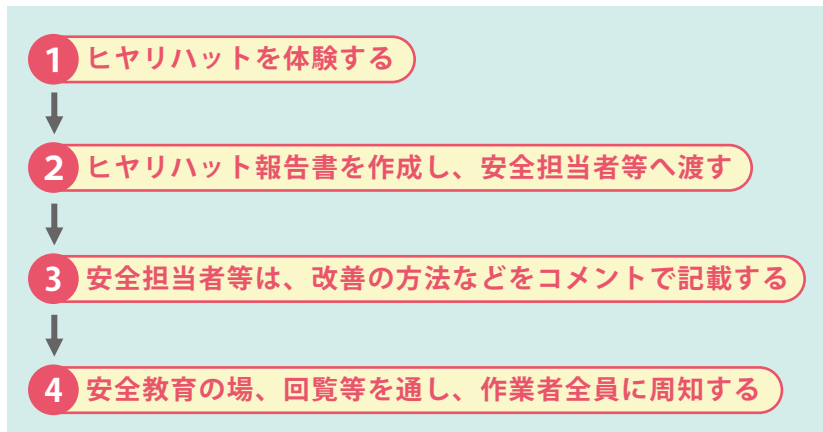 1 ヒヤリハットを体験する
2 ヒヤリハット報告書を作成し、安全担当者等へ渡す
3 安全担当者等は、改善の方法などをコメントで記載する
4 安全教育の場、回覧等を通し、作業者全員に周知する